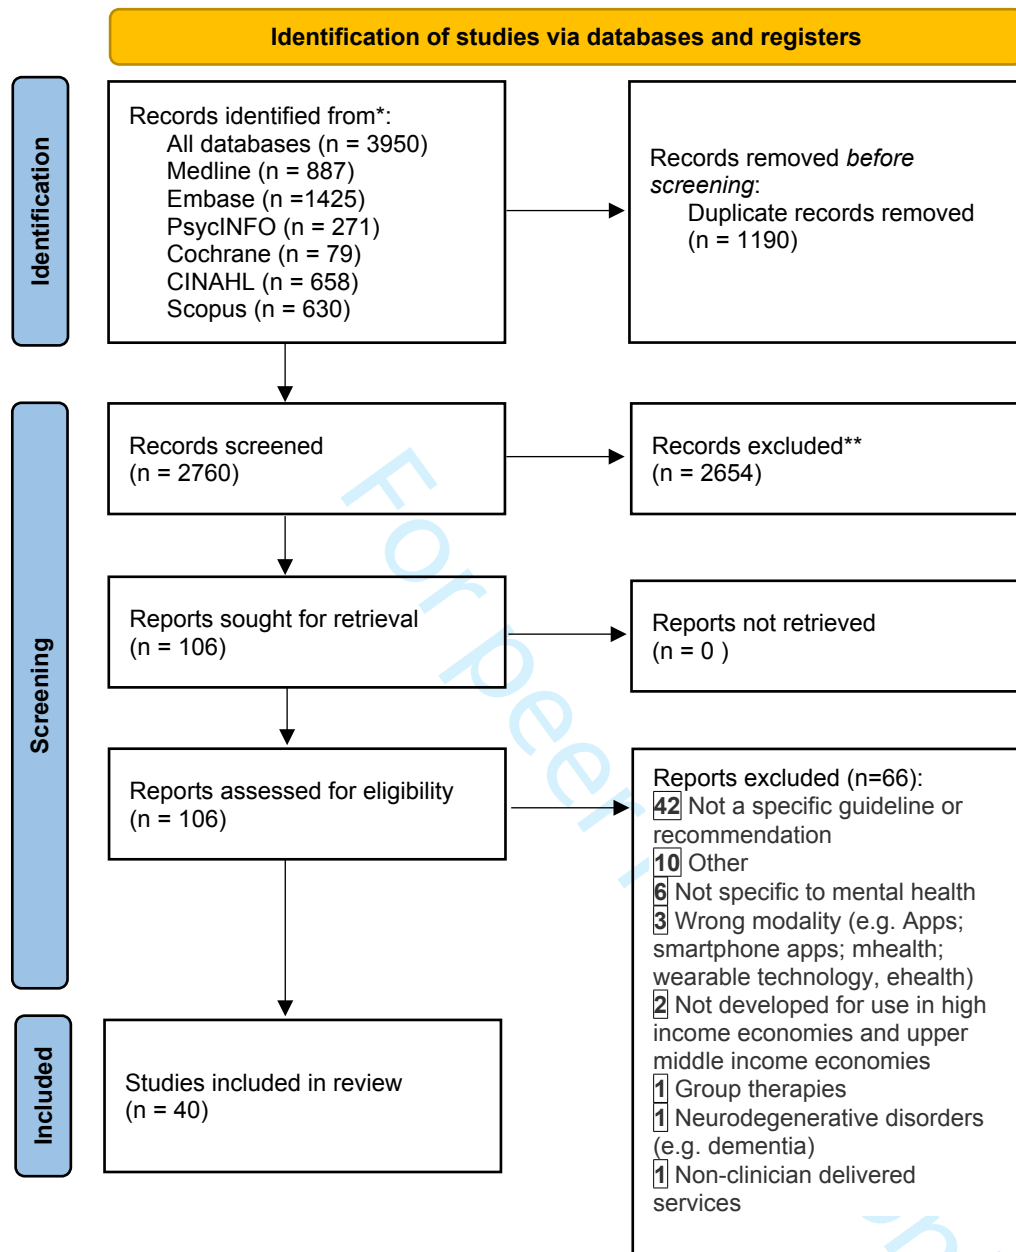 Identification of studies via databases and registers
Identification
Records identified from*:
All databases (n = 3950)
Medline (n = 887)
Embase (n =1425)
PsycINFO (n = 271)
Cochrane (n = 79)
CINAHL (n = 658)
Scopus (n = 630)
Records removed before
screening:
Duplicate records removed
(n = 1190)
Screening
Records screened
(n = 2760)
Records excluded**
(n = 2654)
Reports sought for retrieval
(n = 106)
Reports not retrieved
(n = 0 )
Reports assessed for eligibility
(n = 106)
Reports excluded (n=66):
42 Not a specific guideline or
recommendation
10 Other
6 Not specific to mental health
3 Wrong modality (e.g. Apps;
smartphone apps; mhealth;
wearable technology, ehealth)
2 Not developed for use in high
income economies and upper
middle income economies
1 Group therapies
1 Neurodegenerative disorders
(e.g. dementia)
1 Non-clinician delivered
services
Included
Studies included in review
(n = 40)
For peer